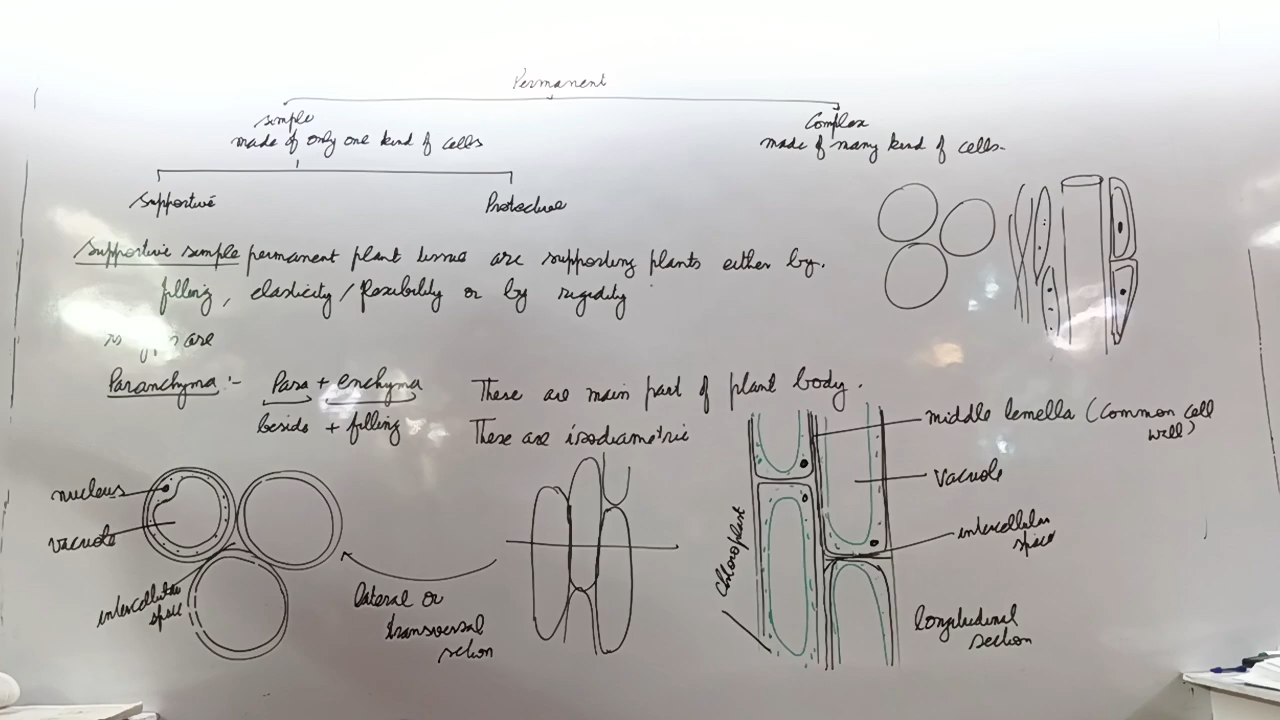 Permanent
simple
made of only one kind of cells
Complex
made of many kind of cells.
Supportive
Protective
Supportive simple permanent plant tissue are supporting plants either by.
filling, elasticity/flexibility or by rigidity
are
Paranchyma :- Para + enchyma
beside + filling
These are main part of plant body.
These are isodiametric
nucleus
vacuole
intercellular
space
lateral or
transversal
section
Chloroplast
middle lemella (Common cell
wall)
Vacuole
intercellular
space
longitudinal
section